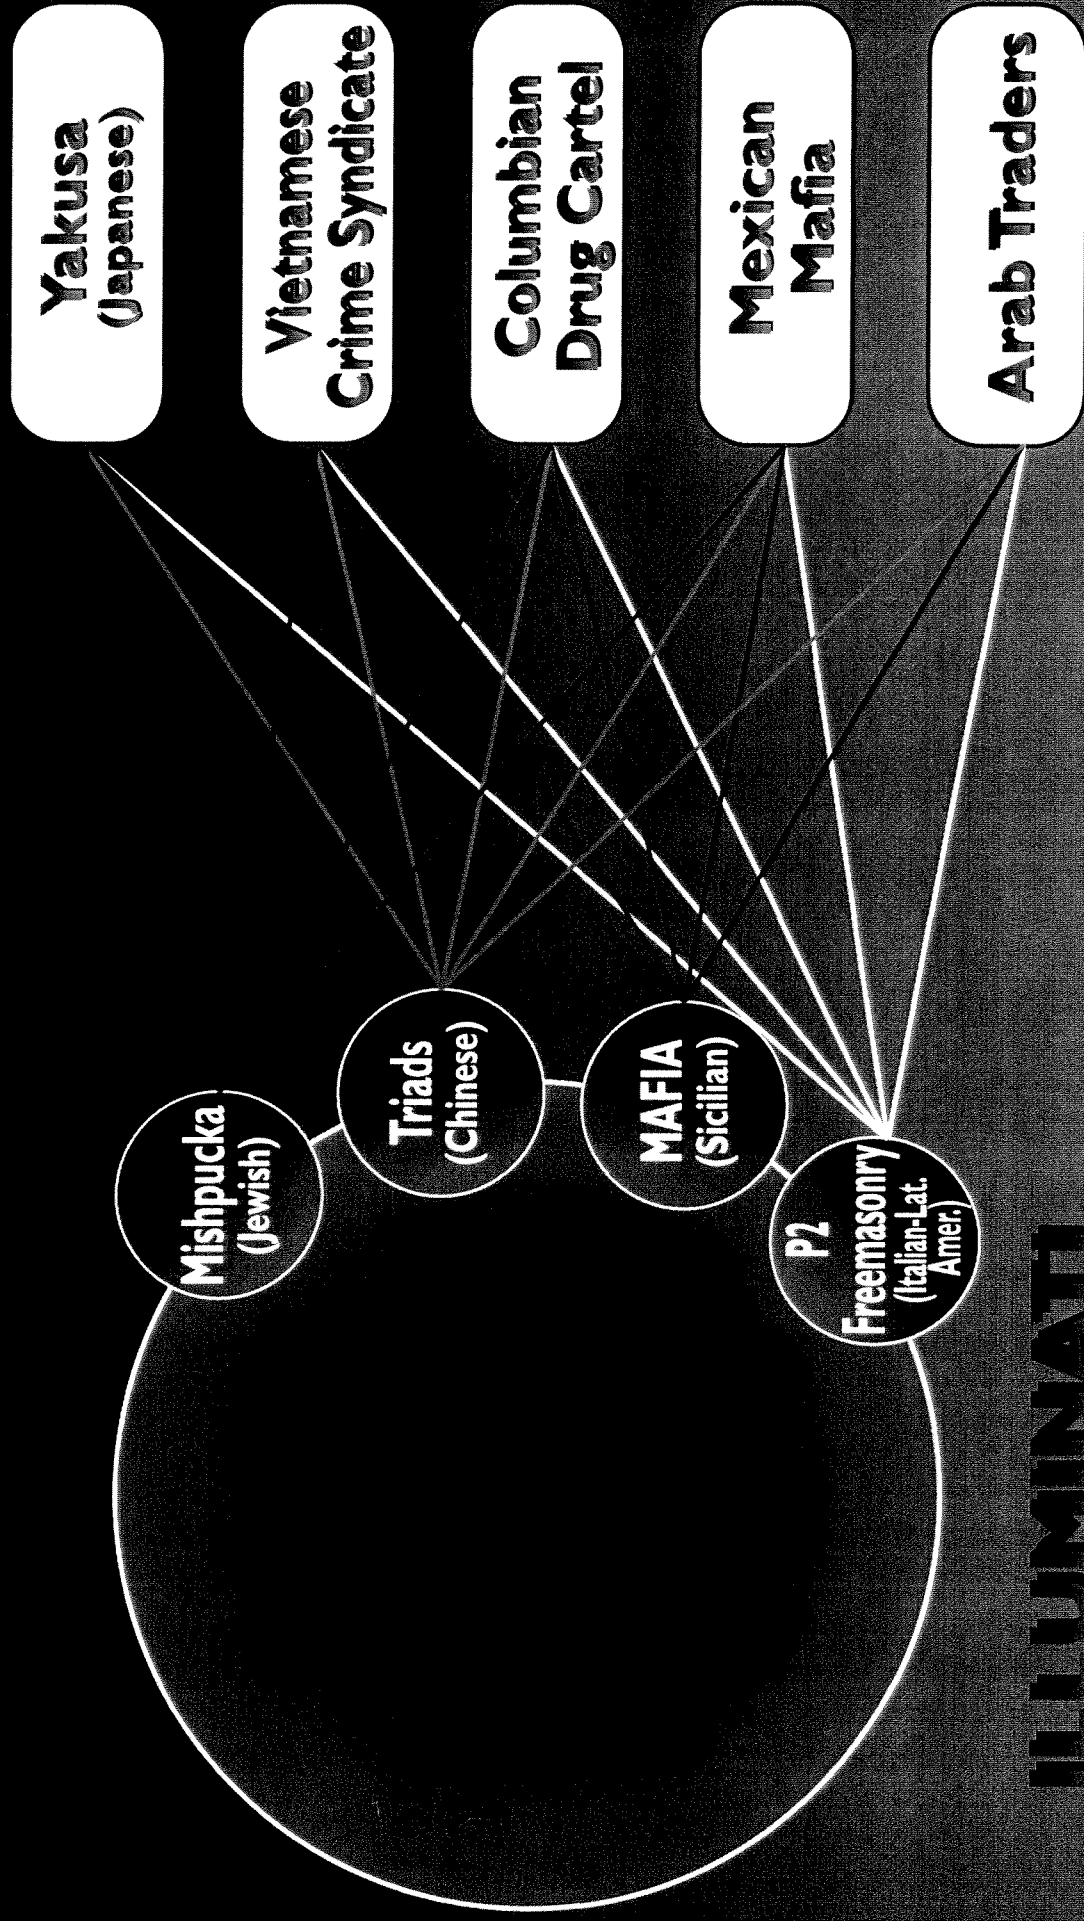 Yakusa
(Japanese)
Vietnamese
Crime Syndicate
Columbian
Drug Cartel
Mexican
Mafia
Arab Traders
Mishpucka
(Jewish)
Triads
(Chinese)
MAFIA
(Sicilian)
P2
Freemasonry
(Italian-Lat.
Amer.)
ILLUMINATI